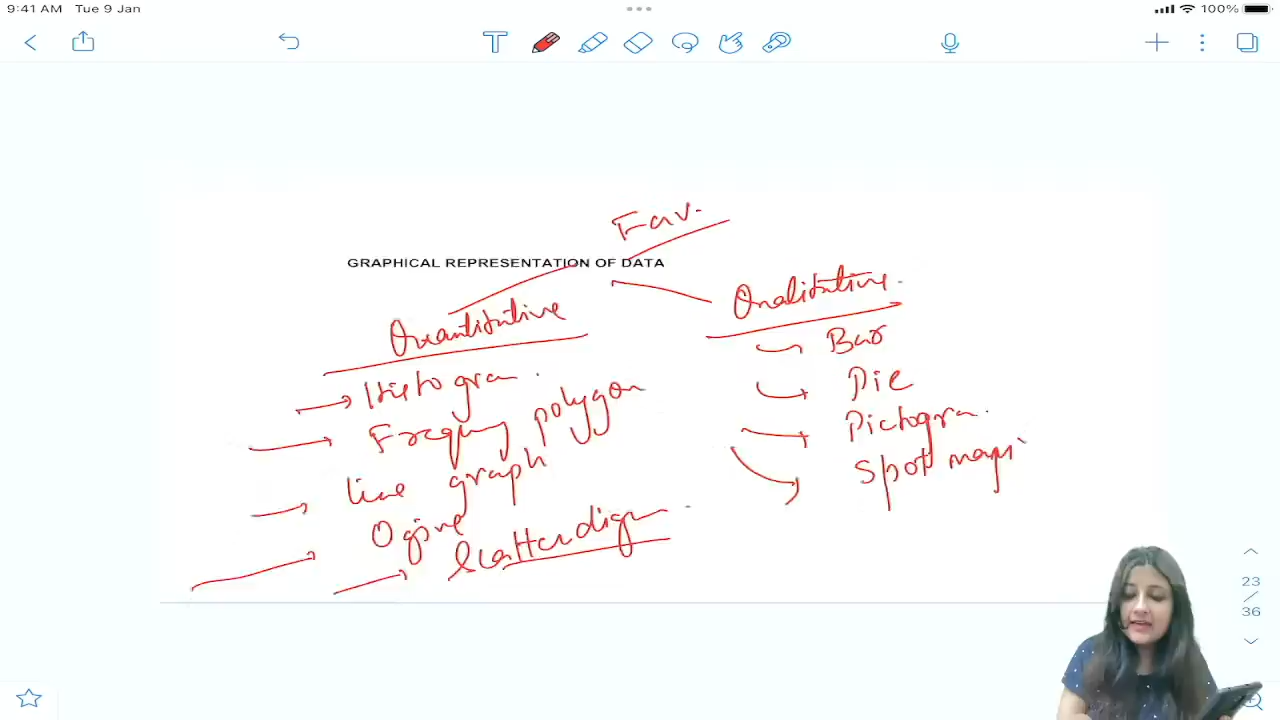 9:41 AM Tue 9 Jan
100%
Fav.
GRAPHICAL REPRESENTATION OF DATA
Quantitative
Histogram.
Frequency polygon
line graph
Ogive
Scatter diagram.
Qualitative.
Bar
Pie
Pictogram.
Spot map
23
/
36